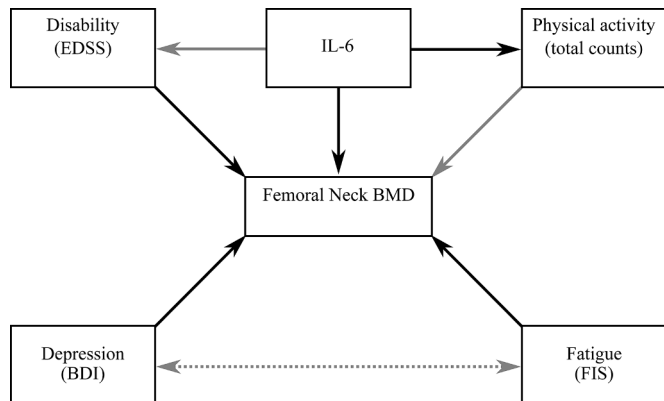 Disability
(EDSS)
IL-6
Physical activity
(total counts)
Femoral Neck BMD
Depression
(BDI)
Fatigue
(FIS)